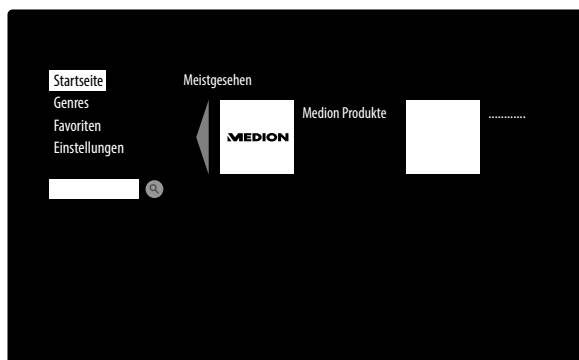 Startseite
Genres
Favoriten
Einstellungen
Meistgesehen
MEDION
Medion Produkte
............